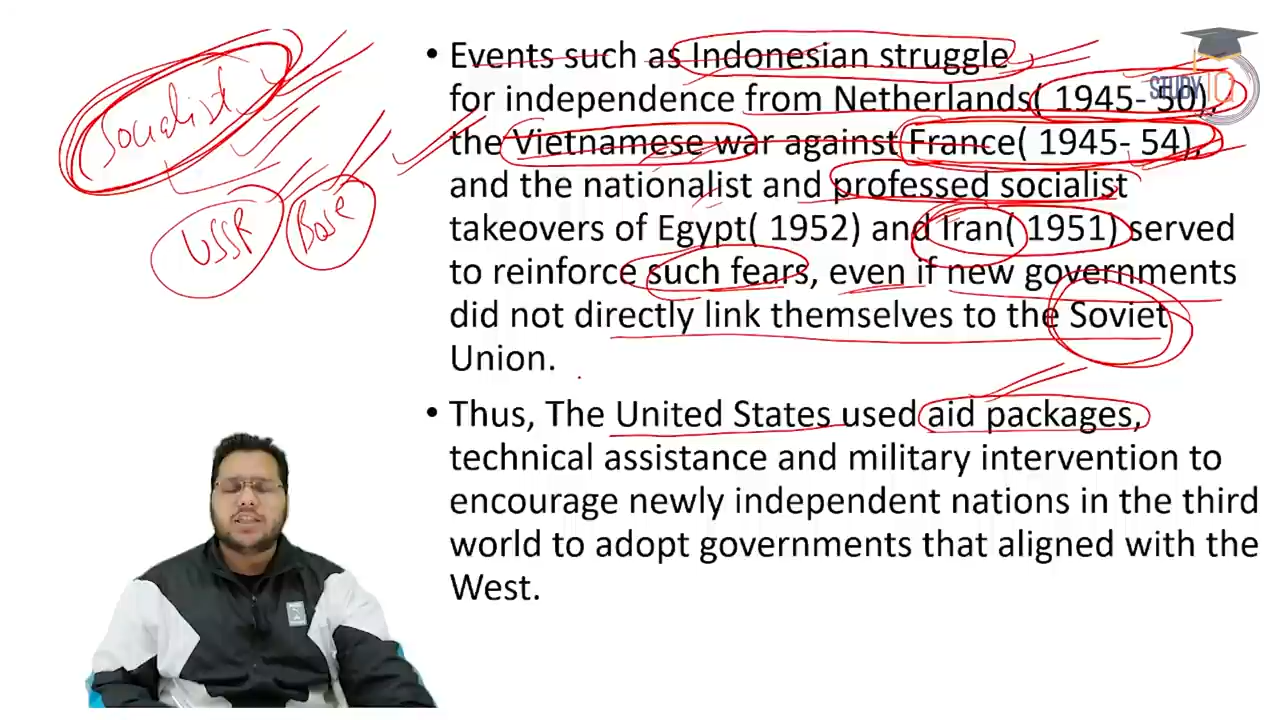 Socialist
USSR
Base
• Events such as Indonesian struggle
for independence from Netherlands( 1945- 50),
the Vietnamese war against France( 1945- 54),
and the nationalist and professed socialist
takeovers of Egypt( 1952) and Iran( 1951) served
to reinforce such fears, even if new governments
did not directly link themselves to the Soviet
Union.
• Thus, The United States used aid packages,
technical assistance and military intervention to
encourage newly independent nations in the third
world to adopt governments that aligned with the
West.
STUDY IQ